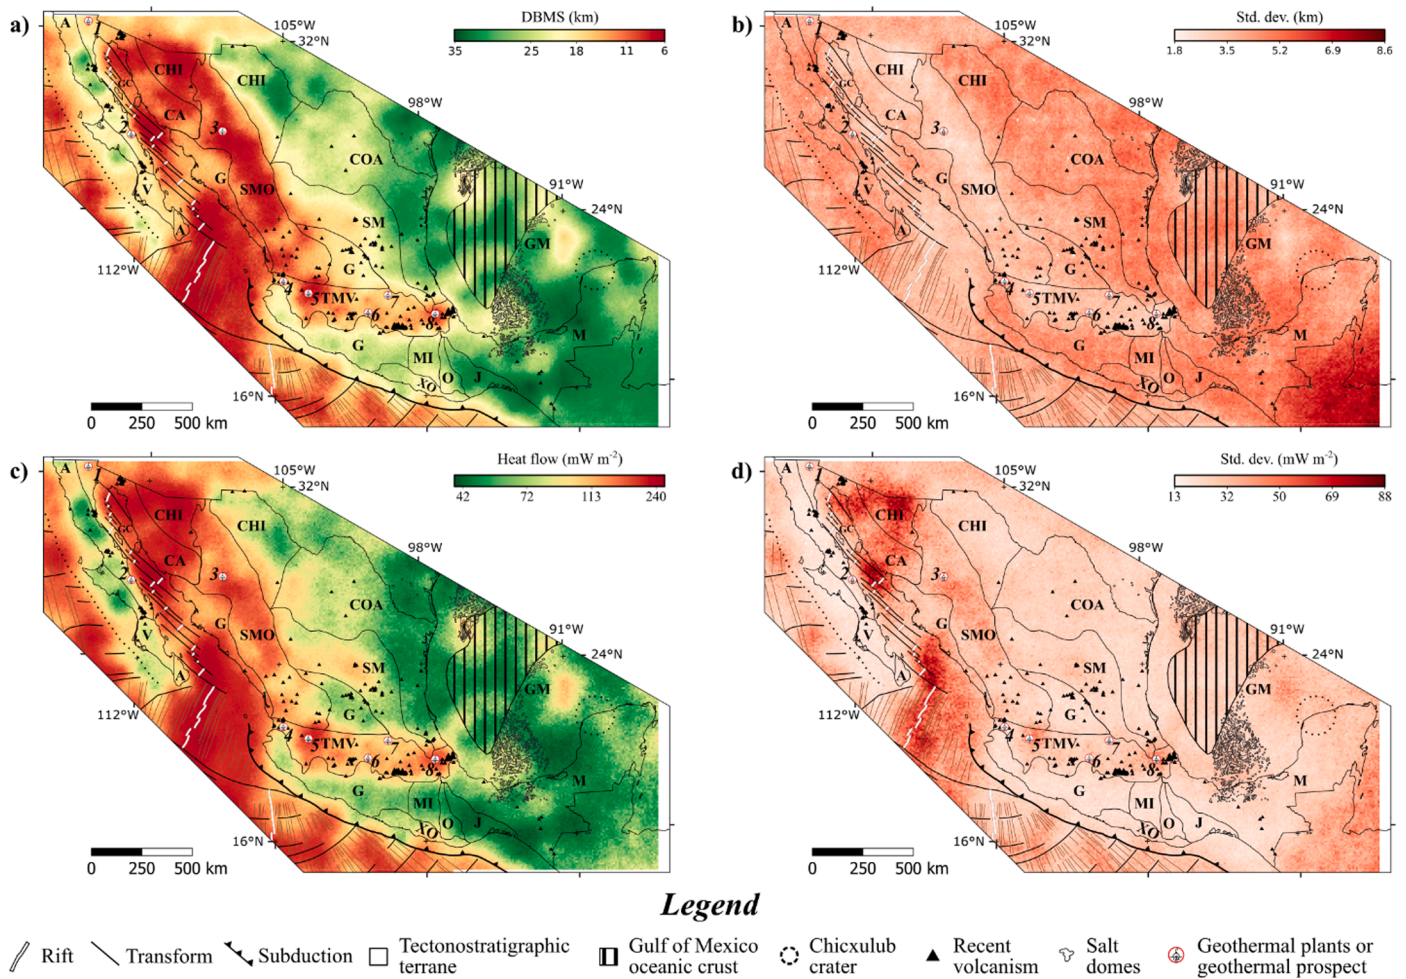 a)
DBMS (km)
35 25 18 11 6
105°W
32°N
98°W
91°W
24°N
112°W
16°N
A
1
CHI
CHI
GC
CA
2
3
COA
V
G
SMO
A
SM
GM
G
4
5TMV
7
6
8
G
MI
M
XO
O
J
0 250 500 km
b)
Std. dev. (km)
1.8 3.5 5.2 6.9 8.6
105°W
32°N
98°W
91°W
24°N
112°W
16°N
A
1
CHI
CHI
GC
CA
2
3
COA
V
G
SMO
A
SM
GM
G
4
5TMV
7
6
8
G
MI
M
XO
O
J
0 250 500 km
c)
Heat flow (mW m⁻²)
42 72 113 240
105°W
32°N
98°W
91°W
24°N
112°W
16°N
A
1
CHI
CHI
GC
CA
2
3
COA
V
G
SMO
A
SM
GM
G
4
5TMV
7
6
8
G
MI
M
XO
O
J
0 250 500 km
d)
Std. dev. (mW m⁻²)
13 32 50 69 88
105°W
32°N
98°W
91°W
24°N
112°W
16°N
A
1
CHI
CHI
GC
CA
2
3
COA
V
G
SMO
A
SM
GM
G
4
5TMV
7
6
8
G
MI
M
XO
O
J
0 250 500 km
Legend
Rift
Transform
Subduction
Tectonostratigraphic
terrane
Gulf of Mexico
oceanic crust
Chicxulub
crater
Recent
volcanism
Salt
domes
Geothermal plants or
geothermal prospect